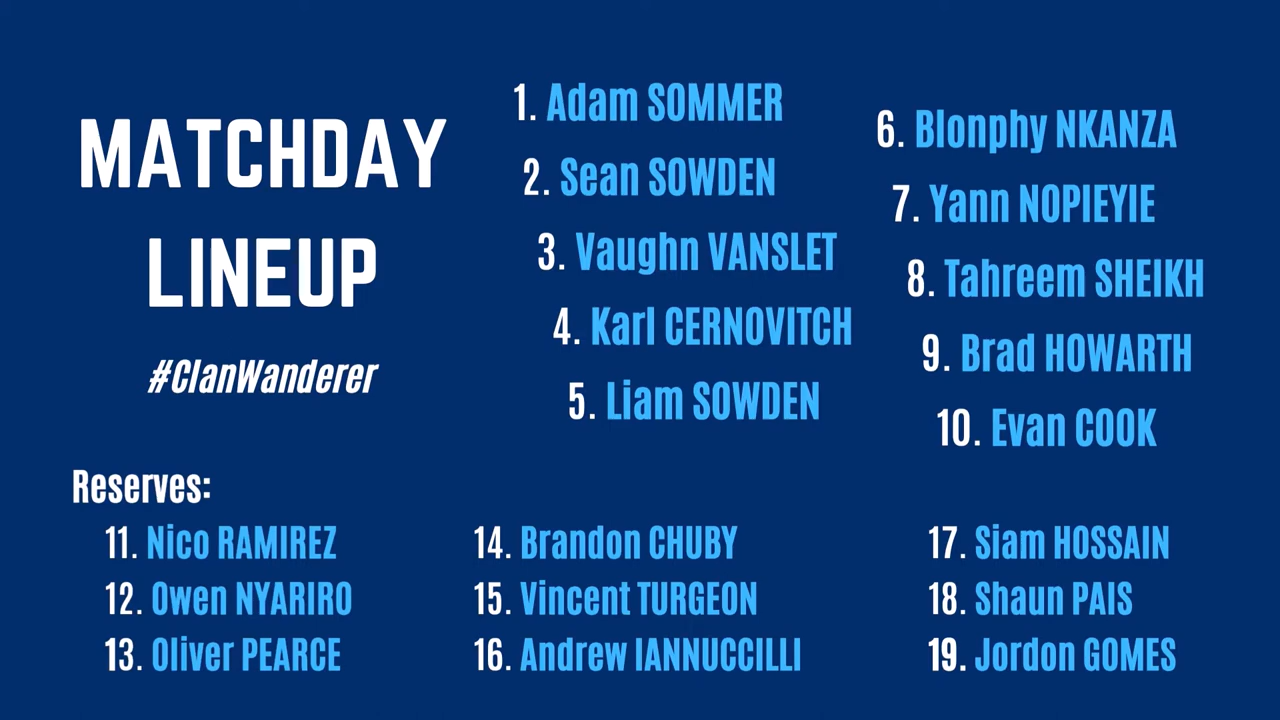 MATCHDAY
LINEUP
#ClanWanderer
1. Adam SOMMER
2. Sean SOWDEN
3. Vaughn VANSLET
4. Karl CERNOVITCH
5. Liam SOWDEN
6. Blonphy NKANZA
7. Yann NOPIEYIE
8. Tahreem SHEIKH
9. Brad HOWARTH
10. Evan COOK
Reserves:
11. Nico RAMIREZ
12. Owen NYARIRO
13. Oliver PEARCE
14. Brandon CHUBY
15. Vincent TURGEON
16. Andrew IANNUCCILLI
17. Siam HOSSAIN
18. Shaun PAIS
19. Jordon GOMES